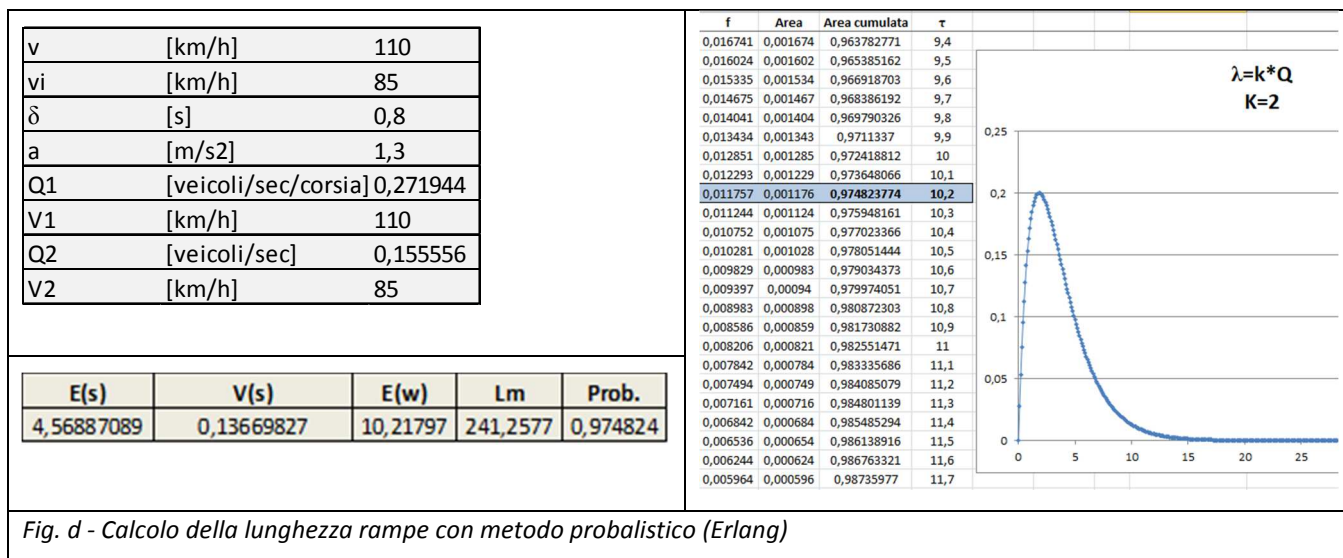 v [km/h] 110
vi [km/h] 85
δ [s] 0,8
a [m/s2] 1,3
Q1 [veicoli/sec/corsia] 0,271944
V1 [km/h] 110
Q2 [veicoli/sec] 0,155556
V2 [km/h] 85
E(s) V(s) E(w) Lm Prob.
4,56887089 0,13669827 10,21797 241,2577 0,974824
f Area Area cumulata τ
0,016741 0,001674 0,963782771 9,4
0,016024 0,001602 0,965385162 9,5
0,015335 0,001534 0,966918703 9,6
0,014675 0,001467 0,968386192 9,7
0,014041 0,001404 0,969790326 9,8
0,013434 0,001343 0,9711337 9,9
0,012851 0,001285 0,972418812 10
0,012293 0,001229 0,973648066 10,1
0,011757 0,001176 0,974823774 10,2
0,011244 0,001124 0,975948161 10,3
0,010752 0,001075 0,977023366 10,4
0,010281 0,001028 0,978051444 10,5
0,009829 0,000983 0,979034373 10,6
0,009397 0,00094 0,979974051 10,7
0,008983 0,000898 0,980872303 10,8
0,008586 0,000859 0,981730882 10,9
0,008206 0,000821 0,982551471 11
0,007842 0,000784 0,983335686 11,1
0,007494 0,000749 0,984085079 11,2
0,007161 0,000716 0,984801139 11,3
0,006842 0,000684 0,985485294 11,4
0,006536 0,000654 0,986138916 11,5
0,006244 0,000624 0,986763321 11,6
0,005964 0,000596 0,98735977 11,7
λ=k*Q
K=2
0,25
0,2
0,15
0,1
0,05
0
0 5 10 15 20 25
Fig. d - Calcolo della lunghezza rampe con metodo probalistico (Erlang)